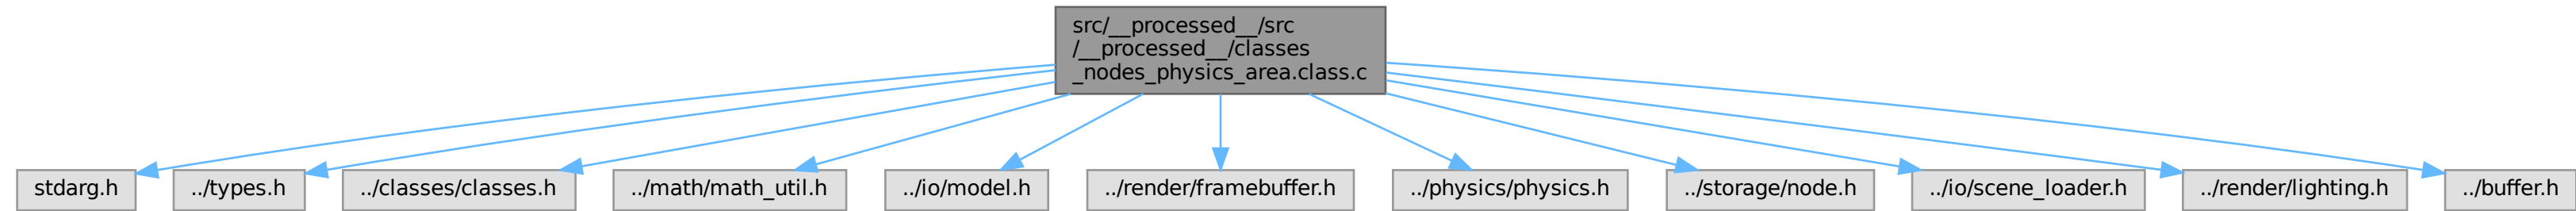 src/__processed__/src
/__processed__/classes
_nodes_physics_area.class.c
stdarg.h
../types.h
../classes/classes.h
../math/math_util.h
../io/model.h
../render/framebuffer.h
../physics/physics.h
../storage/node.h
../io/scene_loader.h
../render/lighting.h
../buffer.h